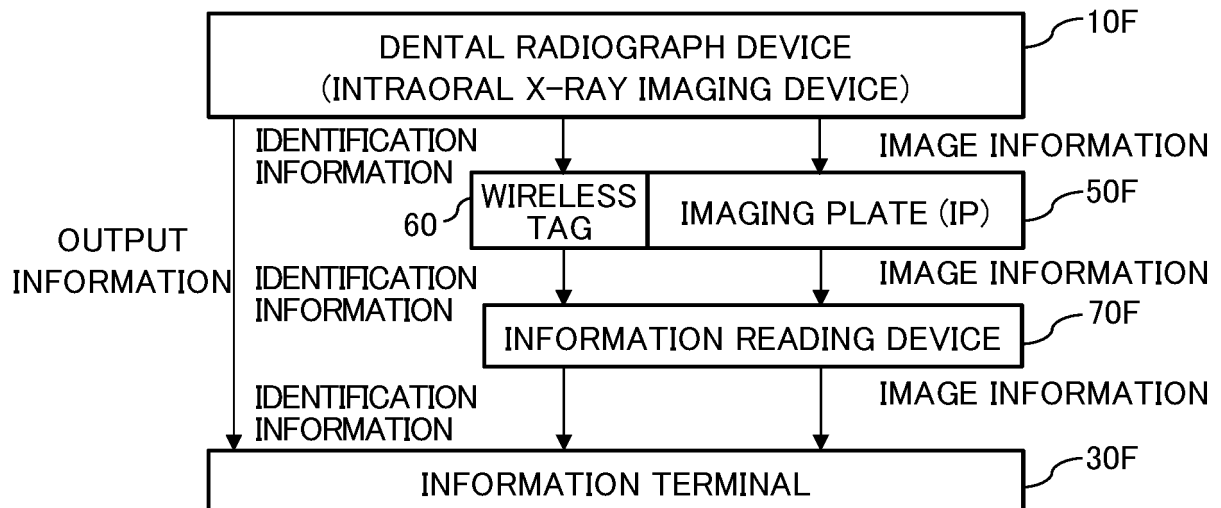 10F
DENTAL RADIOGRAPH DEVICE
(INTRAORAL X-RAY IMAGING DEVICE)
IDENTIFICATION
INFORMATION
IMAGE INFORMATION
60
WIRELESS
TAG
IMAGING PLATE (IP)
50F
OUTPUT
INFORMATION
IDENTIFICATION
INFORMATION
IMAGE INFORMATION
70F
INFORMATION READING DEVICE
IDENTIFICATION
INFORMATION
IMAGE INFORMATION
30F
INFORMATION TERMINAL